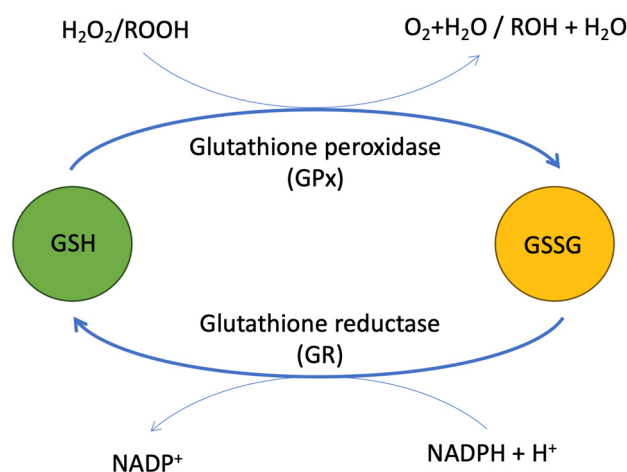 H₂O₂/ROOH
O₂+H₂O / ROH + H₂O
Glutathione peroxidase
(GPx)
GSH
GSSG
Glutathione reductase
(GR)
NADP⁺
NADPH + H⁺